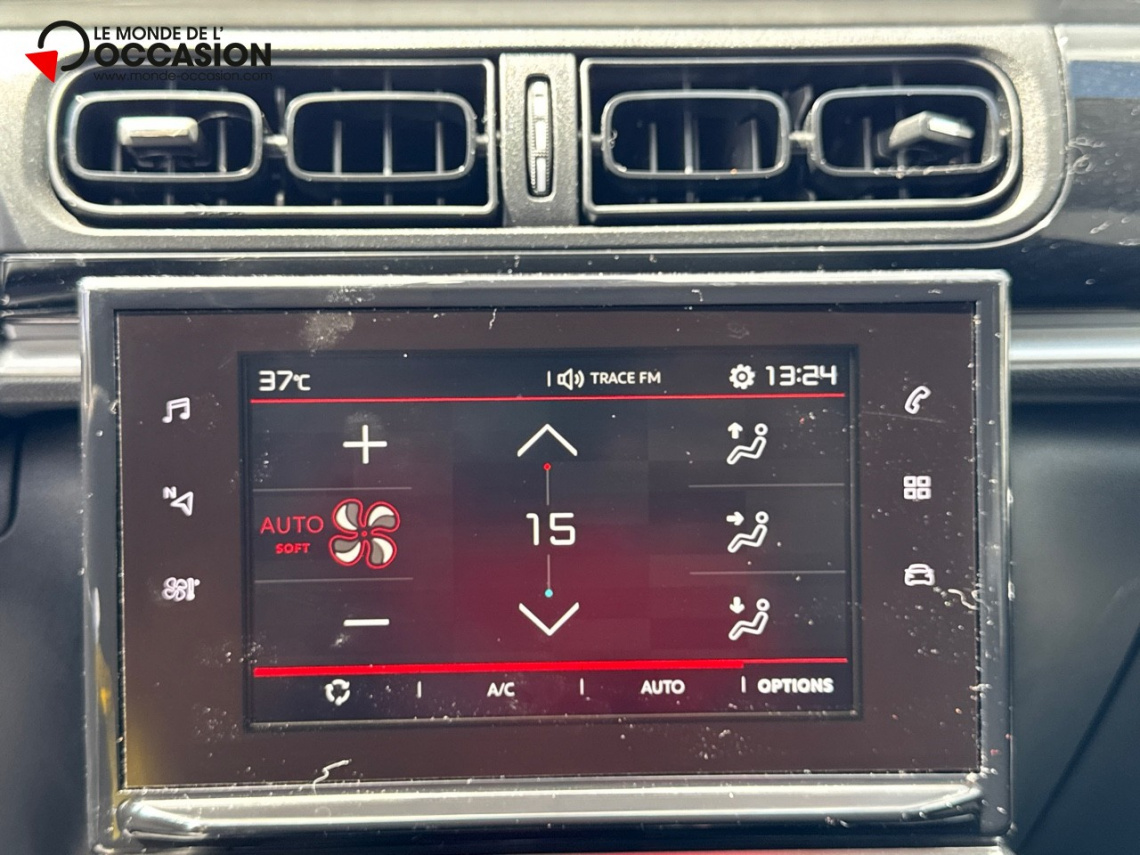 LE MONDE DE L'
OCCASION
www.monde-occasion.com
37°C
TRACE FM
13:24
N
AUTO
SOFT
15
A/C
AUTO
OPTIONS